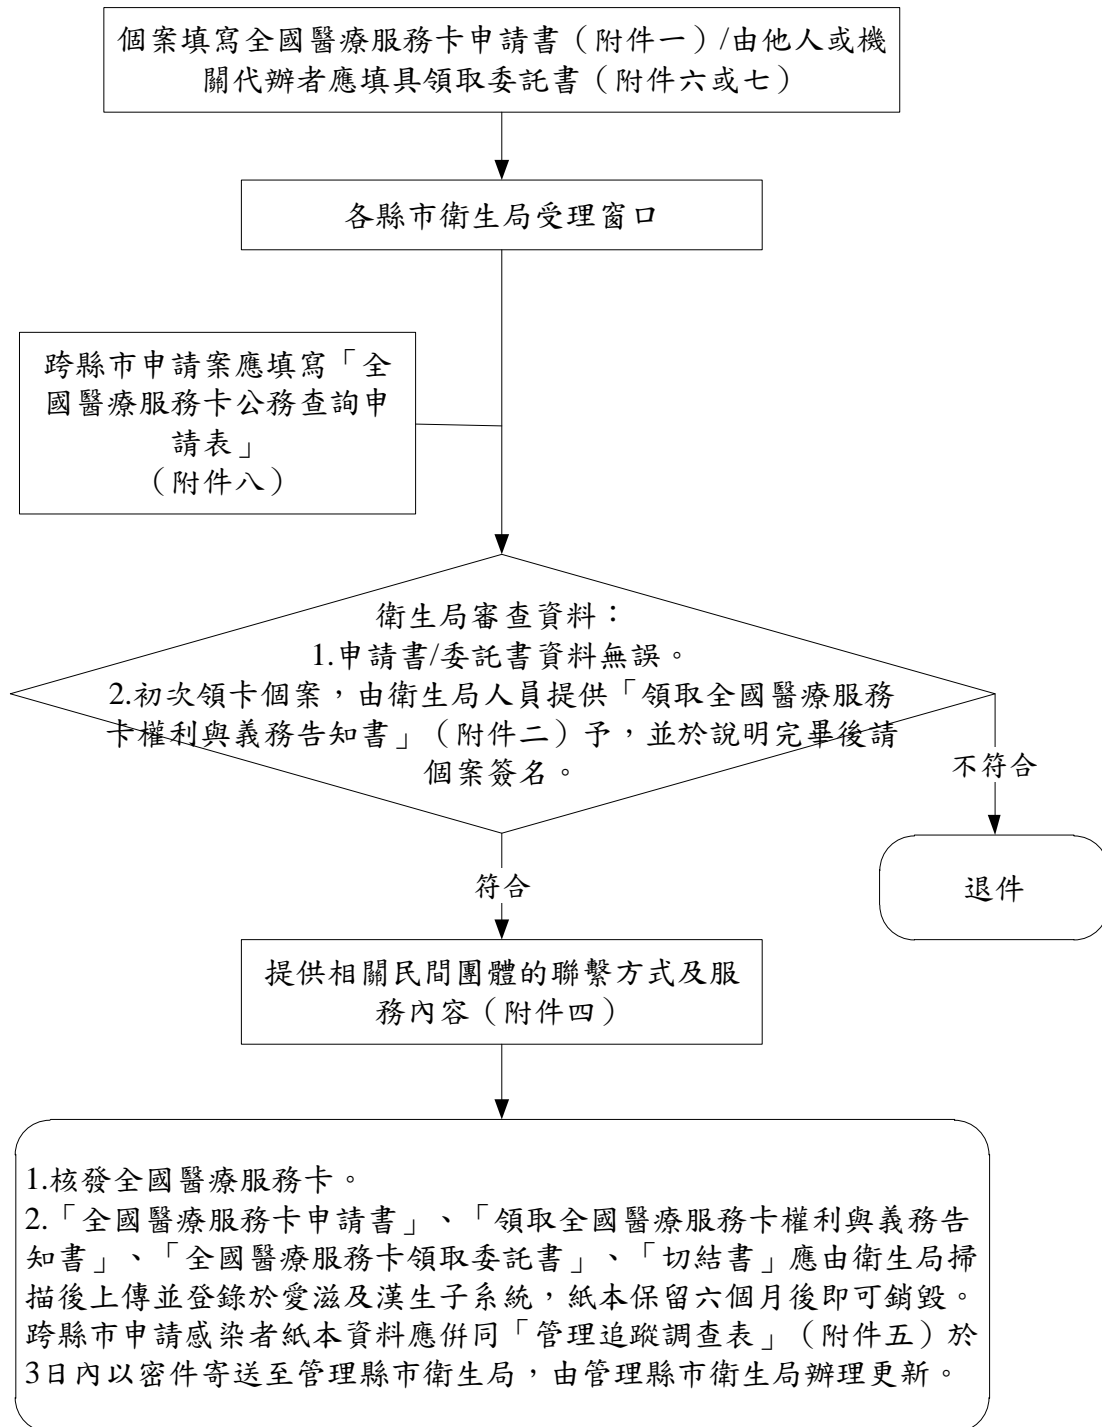 個案填寫全國醫療服務卡申請書（附件一）/由他人或機
關代辦者應填具領取委託書（附件六或七）
各縣市衛生局受理窗口
跨縣市申請案應填寫「全
國醫療服務卡公務查詢申
請表」
（附件八）
衛生局審查資料：
1.申請書/委託書資料無誤。
2.初次領卡個案，由衛生局人員提供「領取全國醫療服務
卡權利與義務告知書」（附件二）予，並於說明完畢後請
個案簽名。
不符合
退件
符合
提供相關民間團體的聯繫方式及服
務內容（附件四）
1.核發全國醫療服務卡。
2.「全國醫療服務卡申請書」、「領取全國醫療服務卡權利與義務告
知書」、「全國醫療服務卡領取委託書」、「切結書」應由衛生局掃
描後上傳並登錄於愛滋及漢生子系統，紙本保留六個月後即可銷毀。
跨縣市申請感染者紙本資料應併同「管理追蹤調查表」（附件五）於
3日內以密件寄送至管理縣市衛生局，由管理縣市衛生局辦理更新。